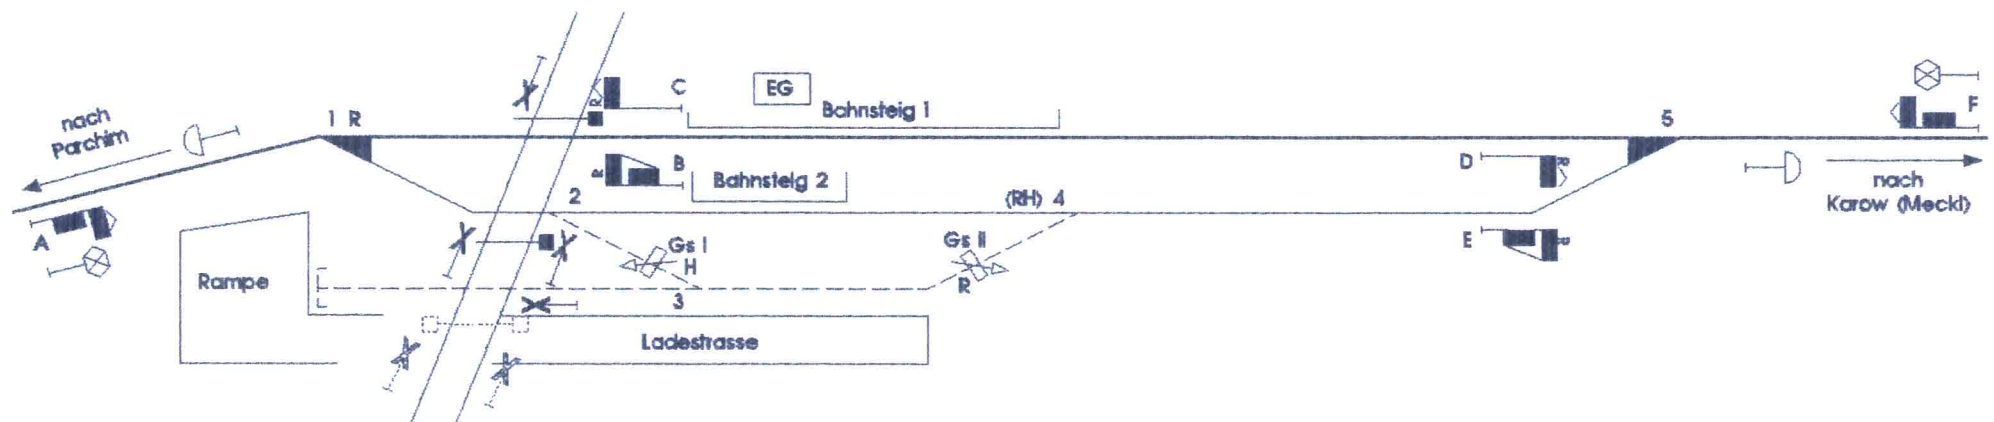 nach
Parchim
1 R
C
EG
Bahnsteig 1
5
F
R
B
R
Bahnsteig 2
D
R
nach
Karow (Meckl)
2
(RH) 4
A
Gs I
H
Gs II
R
E
R
Rampe
3
Ladestrasse